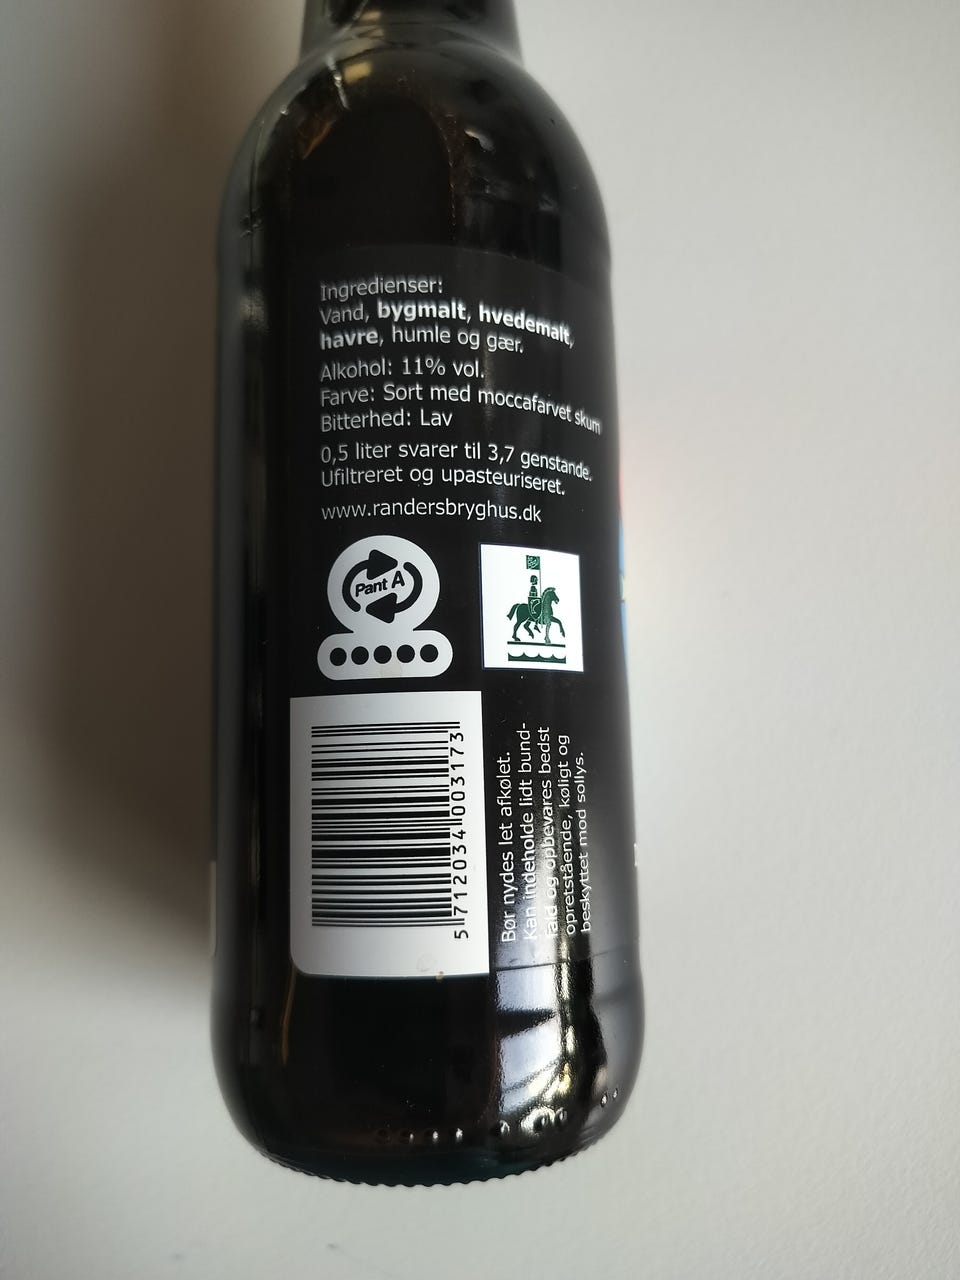 Ingredienser:
Vand, bygmalt, hvedemalt,
havre, humle og gær.
Alkohol: 11% vol.
Farve: Sort med moccafarvet skum
Bitterhed: Lav
0,5 liter svarer til 3,7 genstande.
Ufiltreret og upasteuriseret.
www.randersbryghus.dk
Pant A
5 712034 003173
Bør nydes let afkølet.
Kan indeholde lidt bund-
fald og opbevares bedst
opretstående, køligt og
beskyttet mod sollys.